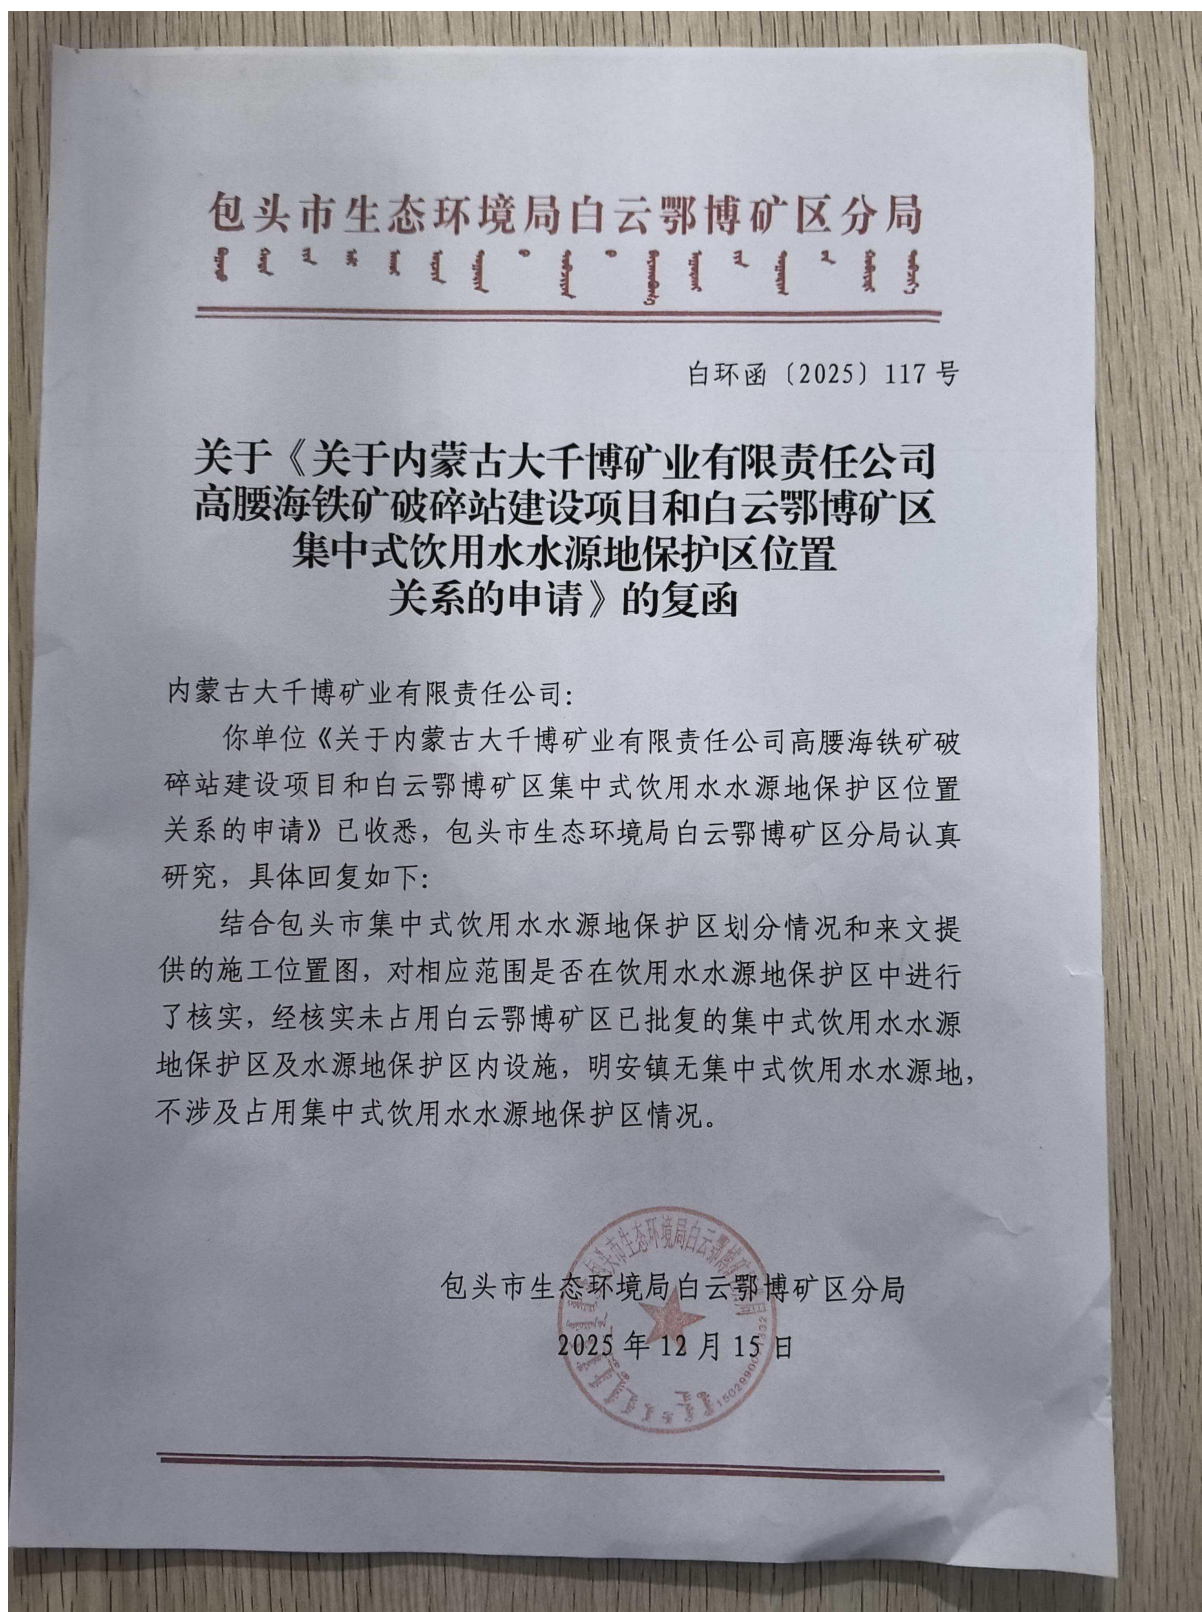 包头市生态环境局白云鄂博矿区分局
白环函〔2025〕117号
关于《关于内蒙古大千博矿业有限责任公司
高腰海铁矿破碎站建设项目和白云鄂博矿区
集中式饮用水水源地保护区位置
关系的申请》的复函
内蒙古大千博矿业有限责任公司：
你单位《关于内蒙古大千博矿业有限责任公司高腰海铁矿破
碎站建设项目和白云鄂博矿区集中式饮用水水源地保护区位置
关系的申请》已收悉，包头市生态环境局白云鄂博矿区分局认真
研究，具体回复如下：
结合包头市集中式饮用水水源地保护区划分情况和来文提
供的施工位置图，对相应范围是否在饮用水水源地保护区中进行
了核实，经核实未占用白云鄂博矿区已批复的集中式饮用水水源
地保护区及水源地保护区内设施，明安镇无集中式饮用水水源地，
不涉及占用集中式饮用水水源地保护区情况。
包头市生态环境局白云鄂博矿区分局
2025年12月15日
包头市生态环境局白云鄂博矿区分局